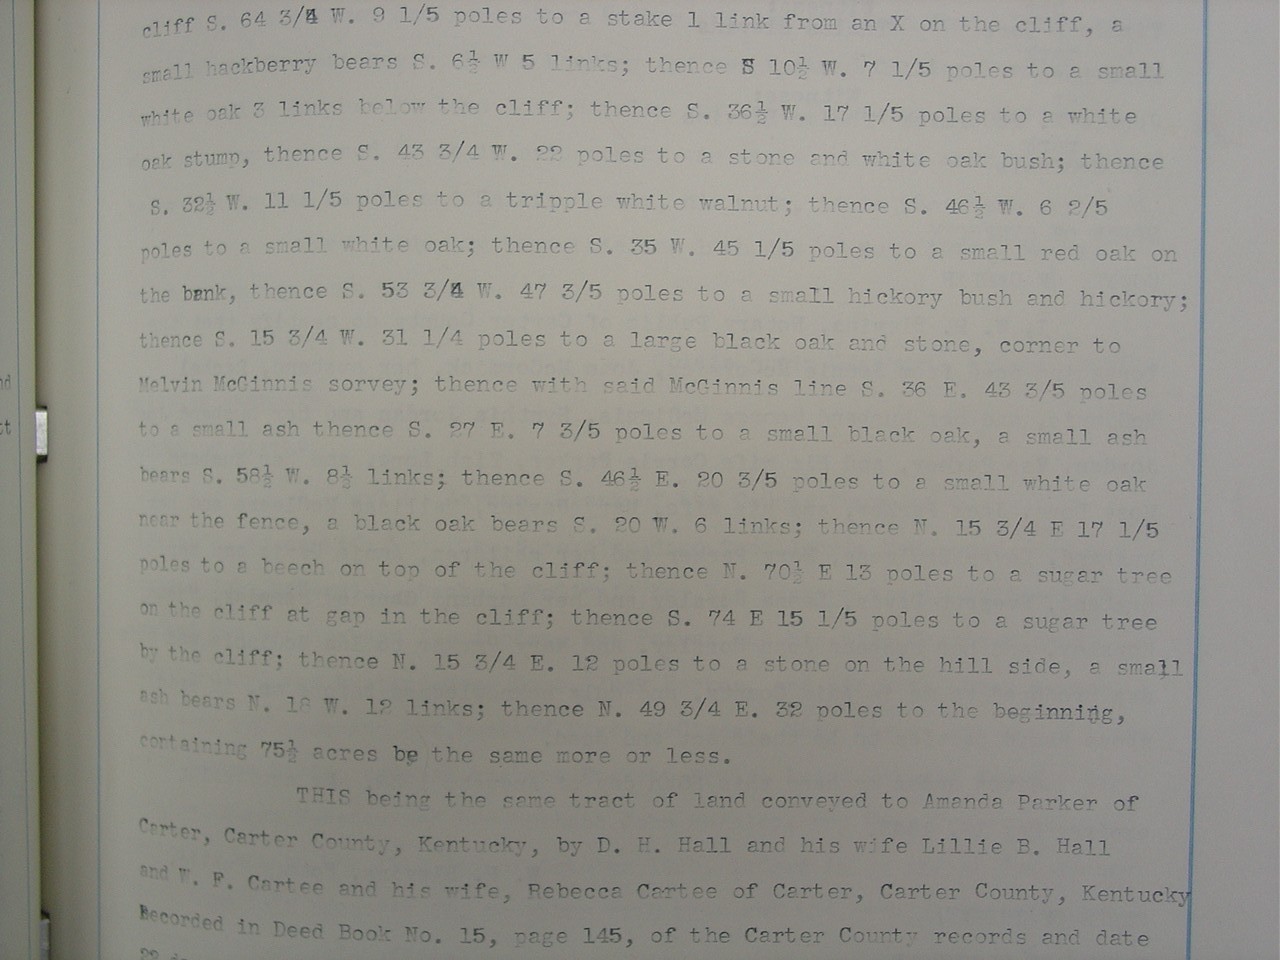 cliff S. 64 3/4 W. 9 1/5 poles to a stake 1 link from an X on the cliff, a
small hackberry bears S. 6½ W 5 links; thence S 10½ W. 7 1/5 poles to a small
white oak 3 links below the cliff; thence S. 36½ W. 17 1/5 poles to a white
oak stump, thence S. 43 3/4 W. 22 poles to a stone and white oak bush; thence
S. 32½ W. 11 1/5 poles to a tripple white walnut; thence S. 46½ W. 6 2/5
poles to a small white oak; thence S. 35 W. 45 1/5 poles to a small red oak on
the bank, thence S. 53 3/4 W. 47 3/5 poles to a small hickory bush and hickory;
thence S. 15 3/4 W. 31 1/4 poles to a large black oak and stone, corner to
Melvin McGinnis sorvey; thence with said McGinnis line S. 36 E. 43 3/5 poles
to a small ash thence S. 27 E. 7 3/5 poles to a small black oak, a small ash
bears S. 58½ W. 8½ links; thence S. 46½ E. 20 3/5 poles to a small white oak
near the fence, a black oak bears S. 20 W. 6 links; thence N. 15 3/4 E 17 1/5
poles to a beech on top of the cliff; thence N. 70½ E 13 poles to a sugar tree
on the cliff at gap in the cliff; thence S. 74 E 15 1/5 poles to a sugar tree
by the cliff; thence N. 15 3/4 E. 12 poles to a stone on the hill side, a small
ash bears N. 18 W. 12 links; thence N. 49 3/4 E. 32 poles to the beginning,
containing 75½ acres be the same more or less.
THIS being the same tract of land conveyed to Amanda Parker of
Carter, Carter County, Kentucky, by D. H. Hall and his wife Lillie B. Hall
and W. F. Cartee and his wife, Rebecca Cartee of Carter, Carter County, Kentucky
Recorded in Deed Book No. 15, page 145, of the Carter County records and date